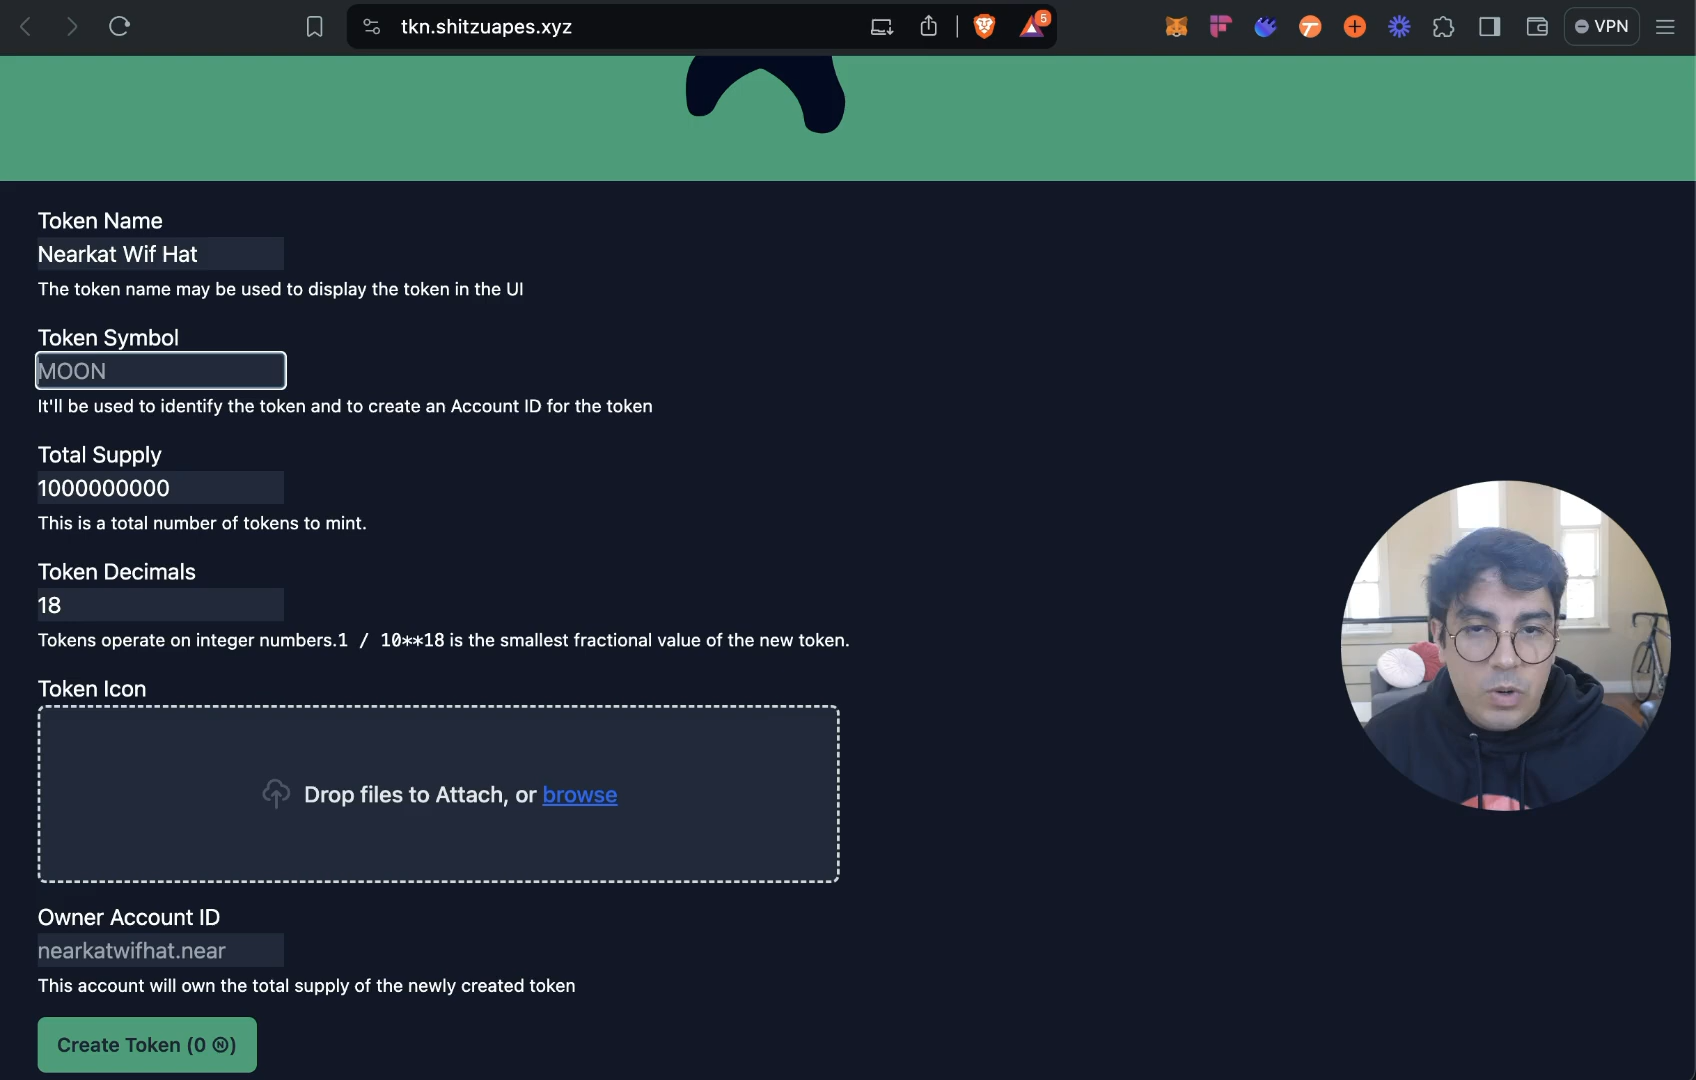 tkn.shitzuapes.xyz
5
VPN
Token Name
Nearkat Wif Hat
The token name may be used to display the token in the UI
Token Symbol
MOON
It'll be used to identify the token and to create an Account ID for the token
Total Supply
1000000000
This is a total number of tokens to mint.
Token Decimals
18
Tokens operate on integer numbers.1 / 10**18 is the smallest fractional value of the new token.
Token Icon
Drop files to Attach, or browse
Owner Account ID
nearkatwifhat.near
This account will own the total supply of the newly created token
Create Token (0 Ⓝ)